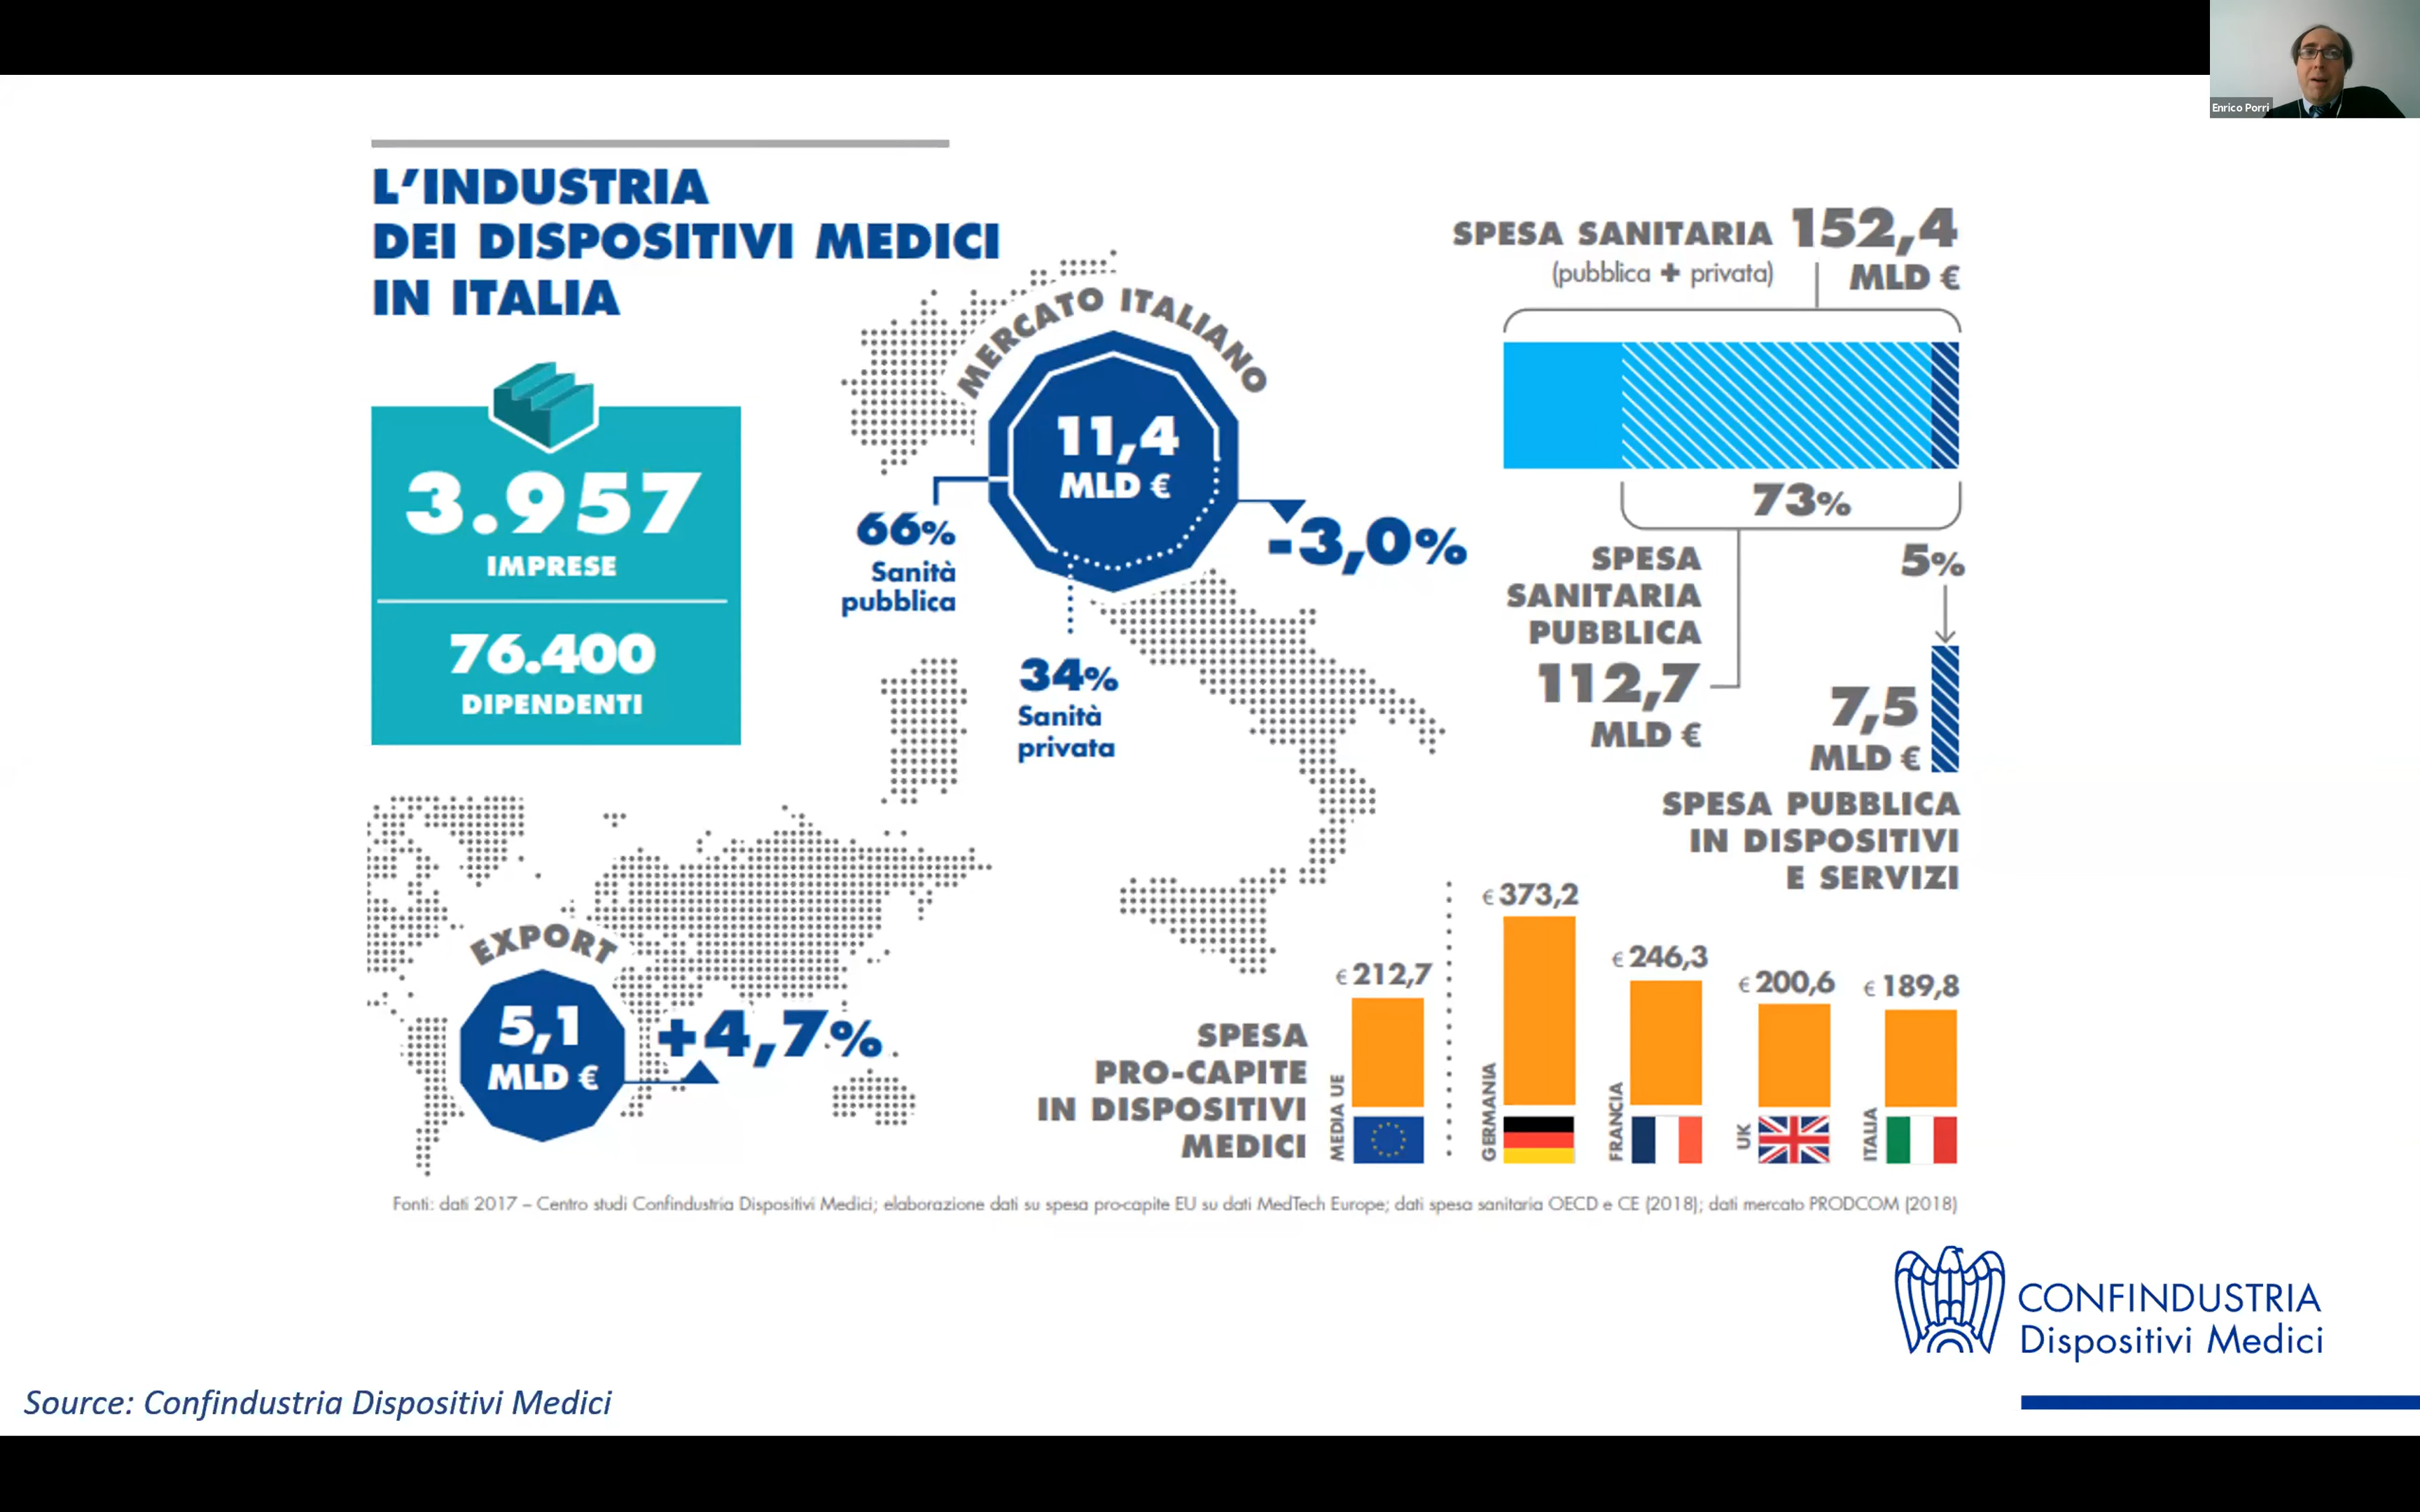 Enrico Porri
L'INDUSTRIA
DEI DISPOSITIVI MEDICI
IN ITALIA
3.957
IMPRESE
76.400
DIPENDENTI
MERCATO ITALIANO
11,4
MLD €
66%
Sanità
pubblica
34%
Sanità
privata
-3,0%
SPESA SANITARIA 152,4
(pubblica + privata) MLD €
73%
SPESA
SANITARIA
PUBBLICA
112,7
MLD €
5%
7,5
MLD €
SPESA PUBBLICA
IN DISPOSITIVI
E SERVIZI
EXPORT
5,1
MLD €
+4,7%
SPESA
PRO-CAPITE
IN DISPOSITIVI
MEDICI
€ 212,7
MEDIA UE
€ 373,2
GERMANIA
€ 246,3
FRANCIA
€ 200,6
UK
€ 189,8
ITALIA
Fonti: dati 2017 – Centro studi Confindustria Dispositivi Medici; elaborazione dati su spesa pro-capite EU su dati MedTech Europe; dati spesa sanitaria OECD e CE (2018); dati mercato PRODCOM (2018)
CONFINDUSTRIA
Dispositivi Medici
Source: Confindustria Dispositivi Medici